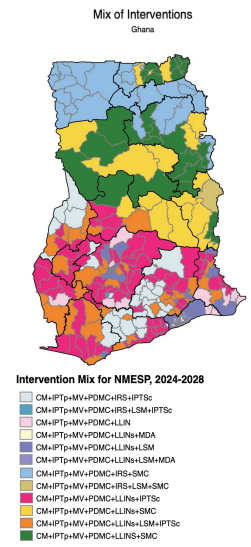 Mix of Interventions
Ghana
Intervention Mix for NMESP, 2024-2028
CM+IPTp+MV+PDMC+IRS+IPTSc
CM+IPTp+MV+PDMC+IRS+LSM+IPTSc
CM+IPTp+MV+PDMC+LLIN
CM+IPTp+MV+PDMC+LLINs+MDA
CM+IPTp+MV+PDMC+LLINs+LSM
CM+IPTp+MV+PDMC+LLINs+LSM+MDA
CM+IPTp+MV+PDMC+IRS+SMC
CM+IPTp+MV+PDMC+IRS+LSM+SMC
CM+IPTp+MV+PDMC+LLINs+IPTSc
CM+IPTp+MV+PDMC+LLINs+SMC
CM+IPTp+MV+PDMC+LLINs+LSM+IPTSc
CM+IPTp+MV+PDMC+LLINS+SMC